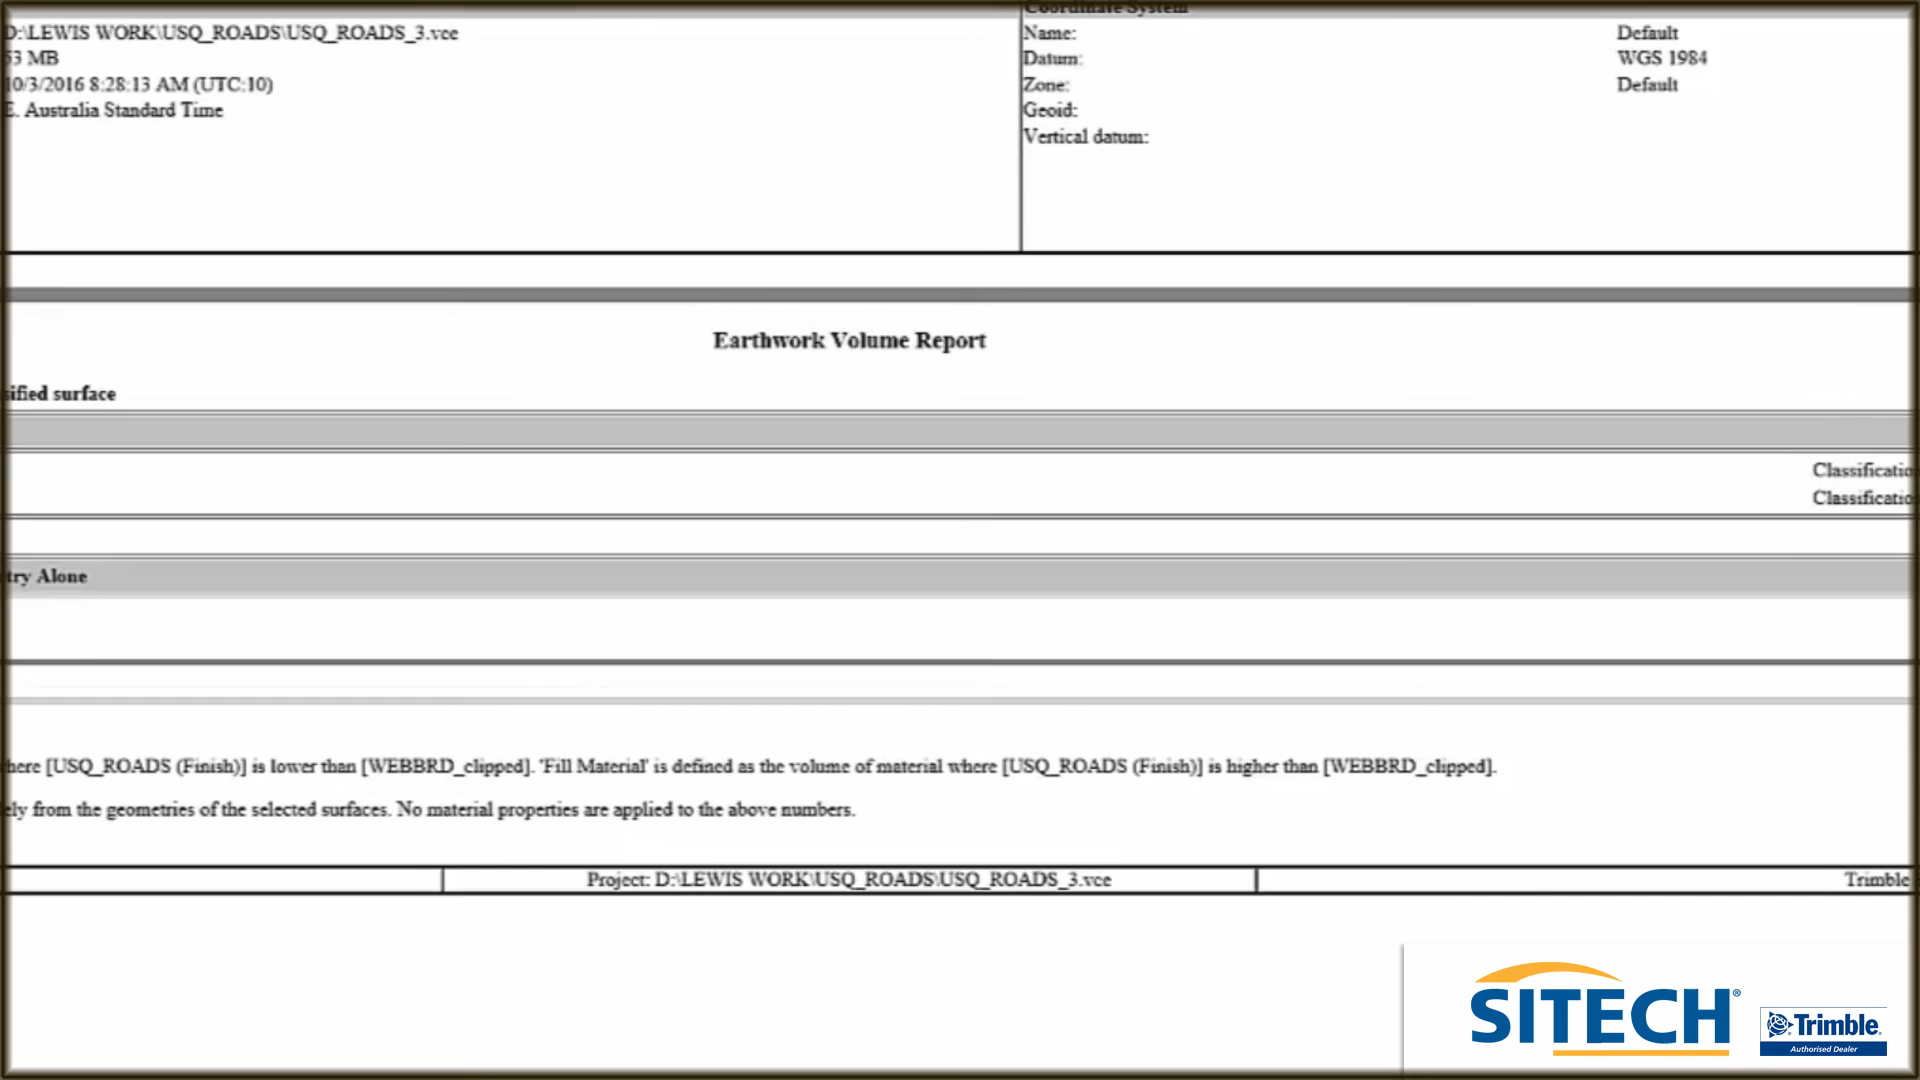 Coordinate System
D:\LEWIS WORK\USQ_ROADS\USQ_ROADS_3.vce
Name: Default
53 MB
Datum: WGS 1984
10/3/2016 8:28:13 AM (UTC:10)
Zone: Default
E. Australia Standard Time
Geoid:
Vertical datum:
Earthwork Volume Report
sified surface
Classificatio
Classificatio
try Alone
here [USQ_ROADS (Finish)] is lower than [WEBBRD_clipped]. 'Fill Material' is defined as the volume of material where [USQ_ROADS (Finish)] is higher than [WEBBRD_clipped].
ely from the geometries of the selected surfaces. No material properties are applied to the above numbers.
Project: D:\LEWIS WORK\USQ_ROADS\USQ_ROADS_3.vce
Trimble
SITECH®
Trimble
Authorised Dealer